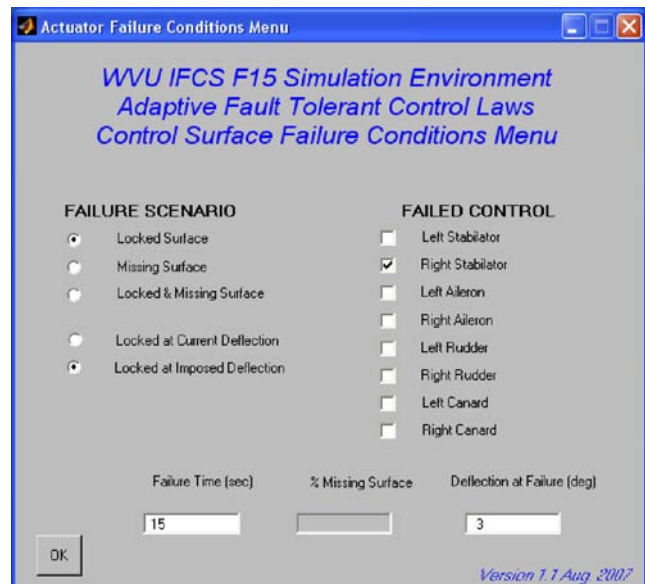 Actuator Failure Conditions Menu
WVU IFCS F15 Simulation Environment
Adaptive Fault Tolerant Control Laws
Control Surface Failure Conditions Menu
FAILURE SCENARIO
Locked Surface
Missing Surface
Locked & Missing Surface
Locked at Current Deflection
Locked at Imposed Deflection
FAILED CONTROL
Left Stabilator
Right Stabilator
Left Aileron
Right Aileron
Left Rudder
Right Rudder
Left Canard
Right Canard
Failure Time (sec)
15
% Missing Surface
Deflection at Failure (deg)
3
OK
Version 1.1 Aug. 2007